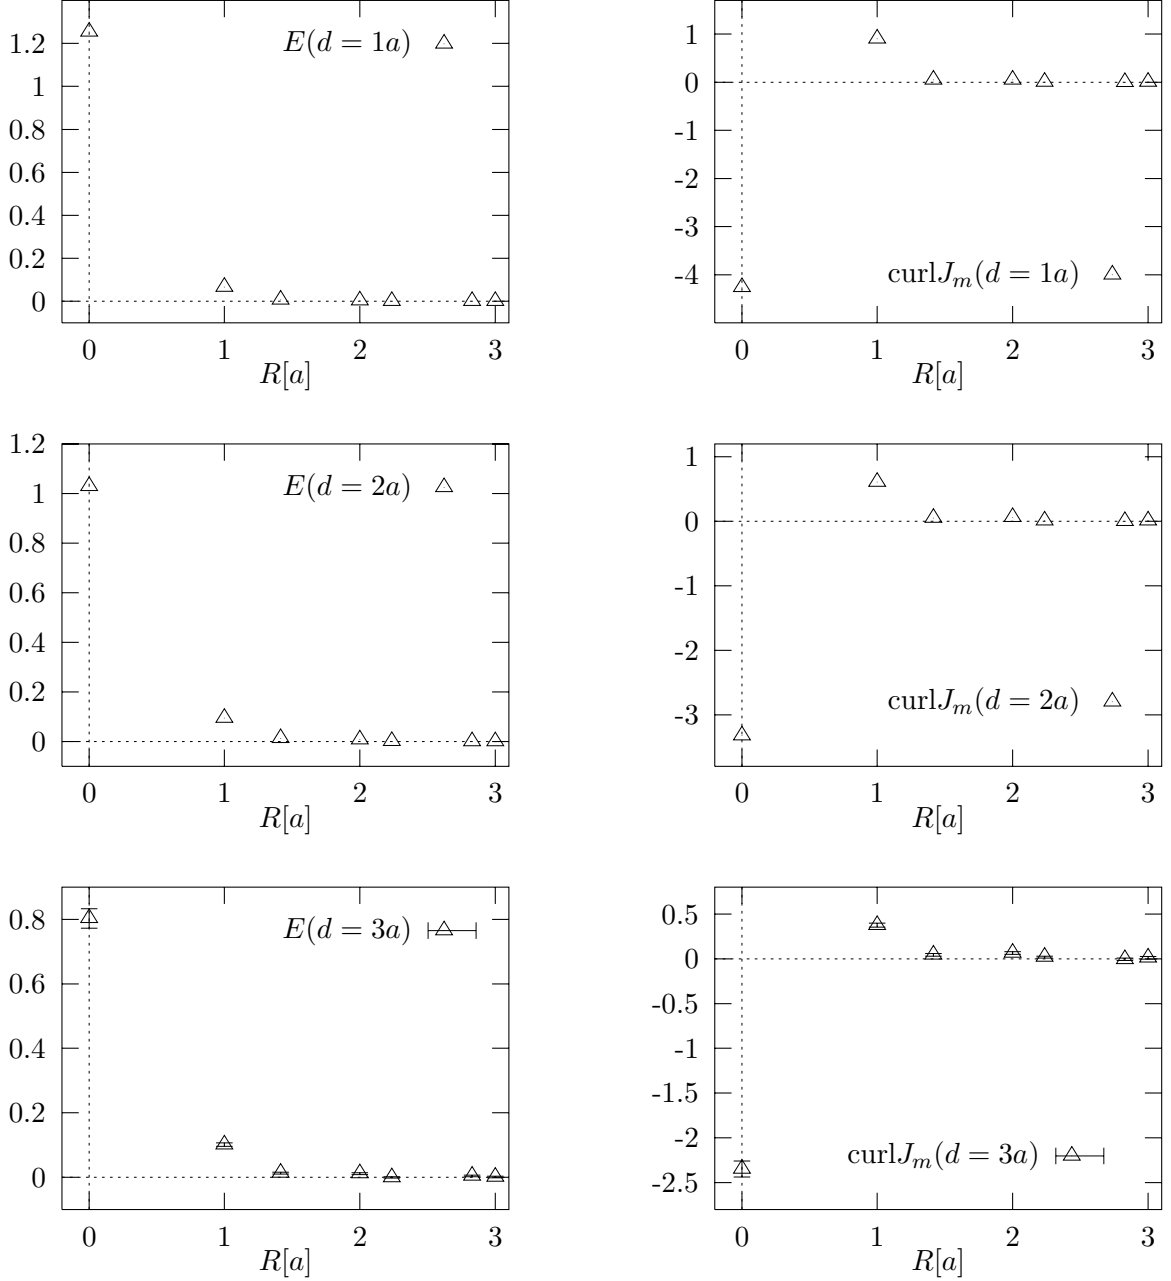 1.2
1
0.8
0.6
0.4
0.2
0
E(d = 1a)
0 1 2 3
R[a]
1
0
-1
-2
-3
-4
curlJ_m(d = 1a)
0 1 2 3
R[a]
1.2
1
0.8
0.6
0.4
0.2
0
E(d = 2a)
0 1 2 3
R[a]
1
0
-1
-2
-3
curlJ_m(d = 2a)
0 1 2 3
R[a]
0.8
0.6
0.4
0.2
0
E(d = 3a)
0 1 2 3
R[a]
0.5
0
-0.5
-1
-1.5
-2
-2.5
curlJ_m(d = 3a)
0 1 2 3
R[a]